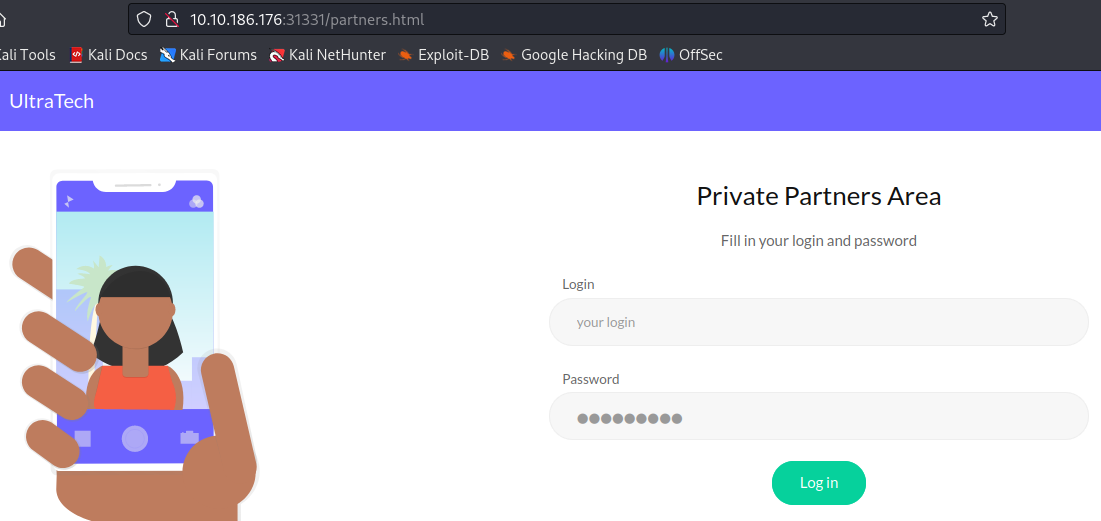 10.10.186.176:31331/partners.html
Kali Tools Kali Docs Kali Forums Kali NetHunter Exploit-DB Google Hacking DB OffSec
UltraTech
Private Partners Area
Fill in your login and password
Login
your login
Password
●●●●●●●●●
Log in